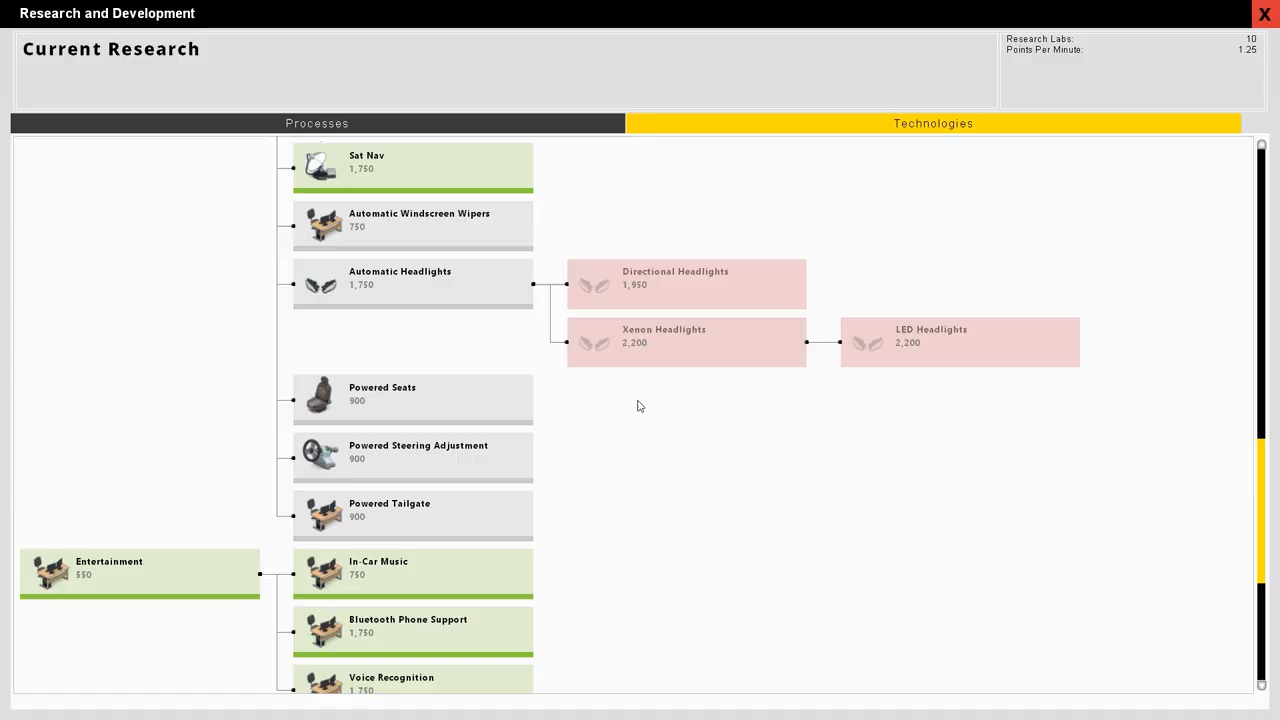 Research and Development
X
Current Research
Research Labs: 10
Points Per Minute: 1.25
Processes
Technologies
Sat Nav
1,750
Automatic Windscreen Wipers
750
Automatic Headlights
1,750
Directional Headlights
1,950
Xenon Headlights
2,200
LED Headlights
2,200
Powered Seats
900
Powered Steering Adjustment
900
Powered Tailgate
900
Entertainment
550
In-Car Music
750
Bluetooth Phone Support
1,750
Voice Recognition
1,750